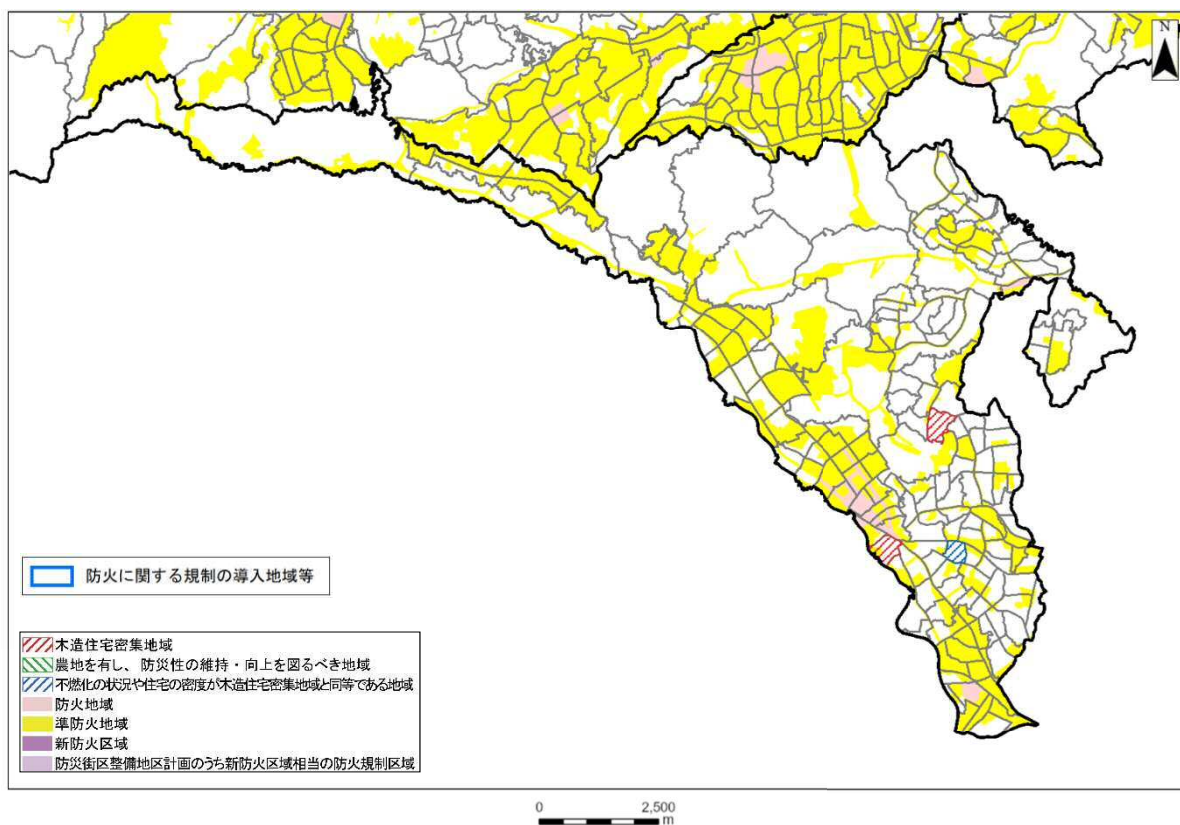 N
防火に関する規制の導入地域等
木造住宅密集地域
農地を有し、防災性の維持・向上を図るべき地域
不燃化の状況や住宅の密度が木造住宅密集地域と同等である地域
防火地域
準防火地域
新防火区域
防災街区整備地区計画のうち新防火区域相当の防火規制区域
0 2,500
m